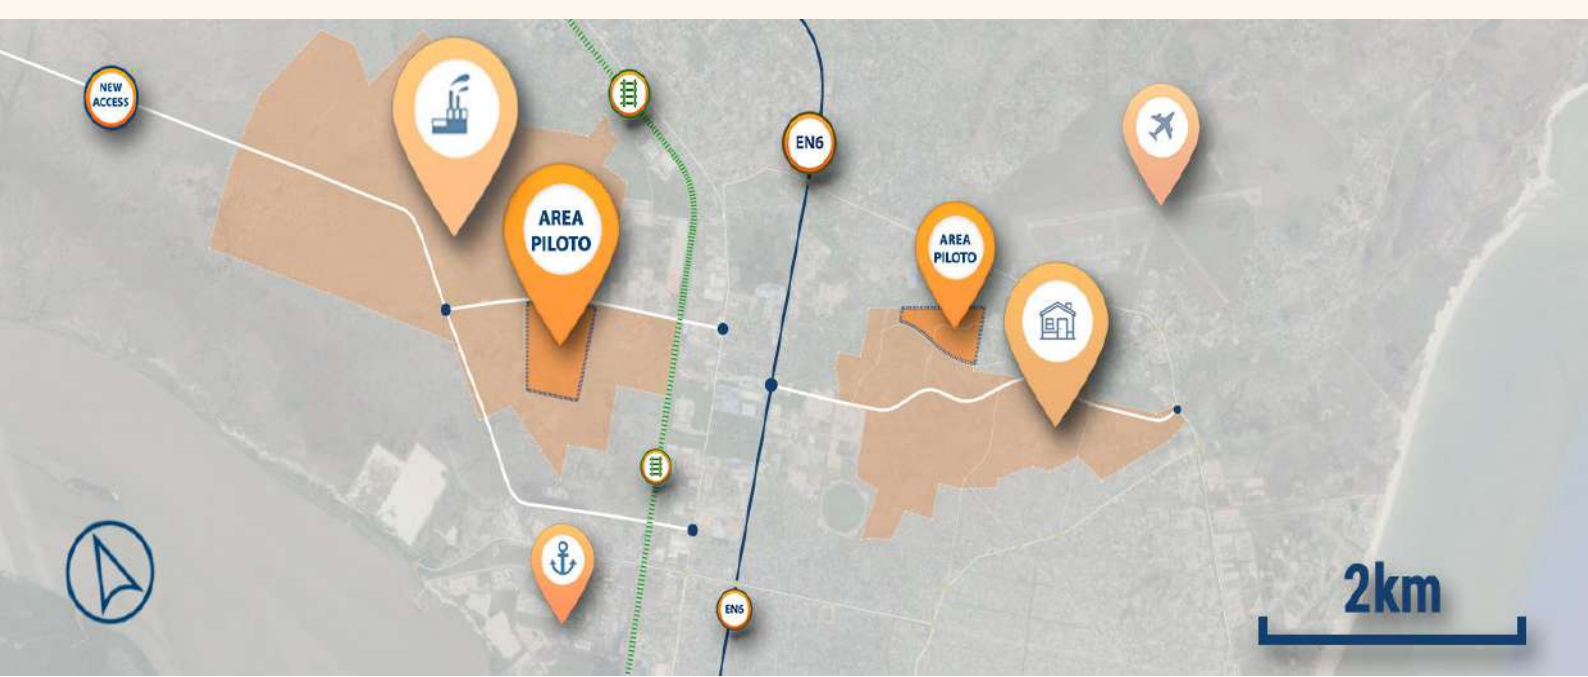 NEW
ACCESS
EN6
AREA
PILOTO
AREA
PILOTO
EN6
2km